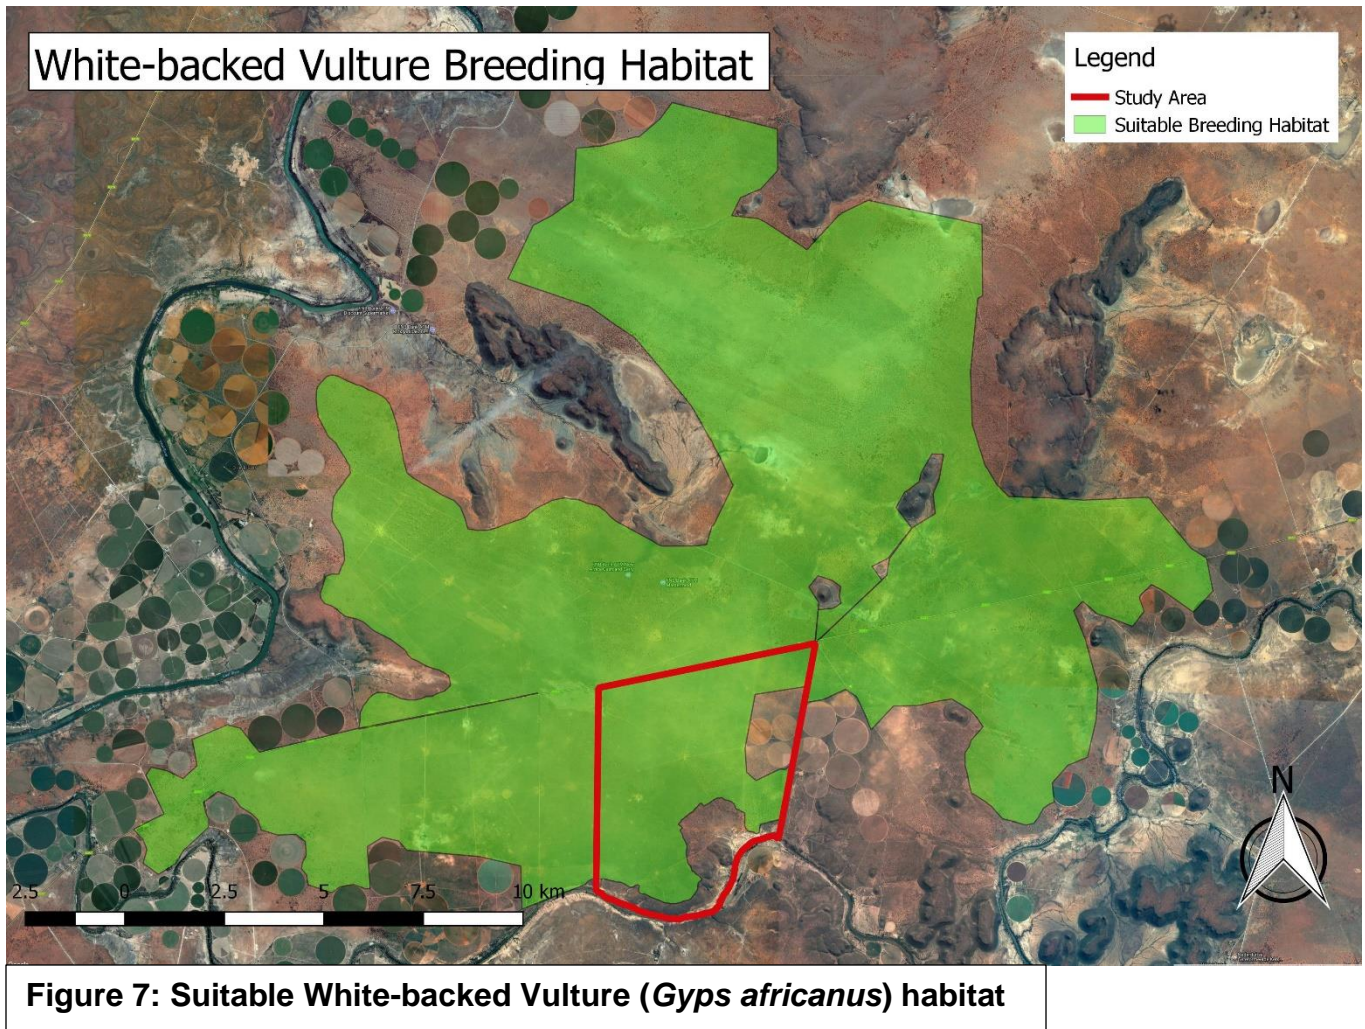 White-backed Vulture Breeding Habitat
Legend
Study Area
Suitable Breeding Habitat
N
2.5 0 2.5 5 7.5 10 km
Figure 7: Suitable White-backed Vulture (Gyps africanus) habitat